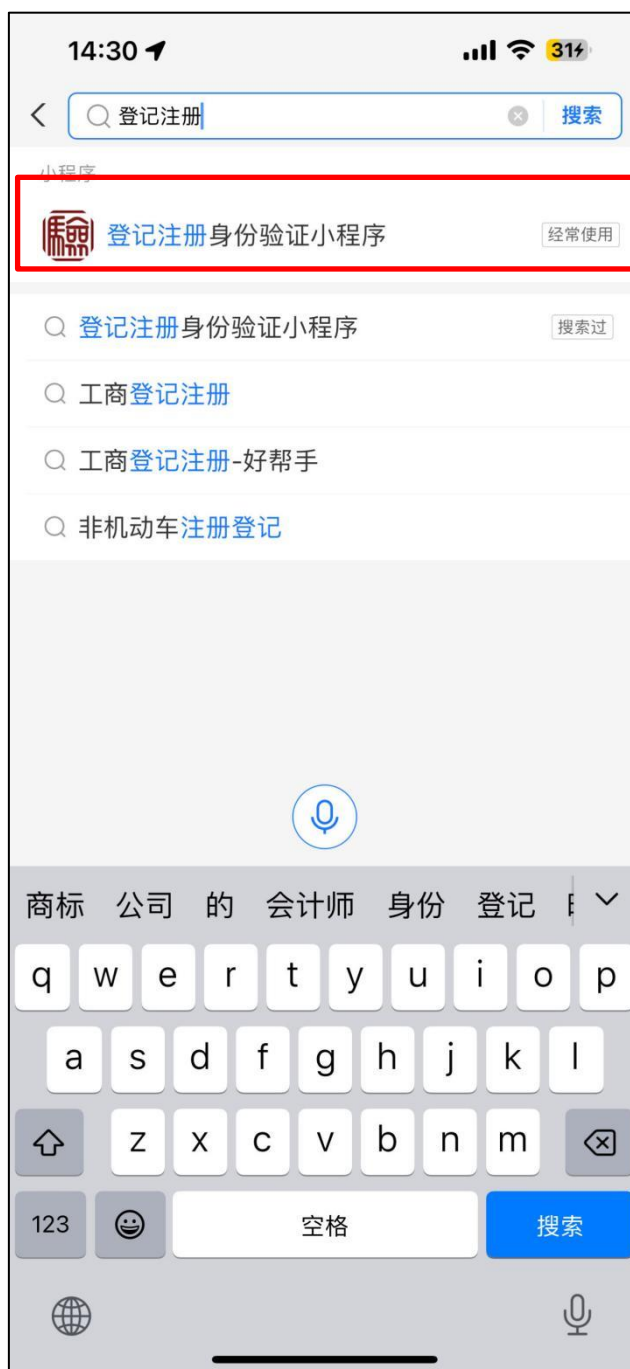 14:30 31
登记注册 搜索
小程序
登记注册身份验证小程序 经常使用
登记注册身份验证小程序 搜索过
工商登记注册
工商登记注册-好帮手
非机动车注册登记
商标 公司 的 会计师 身份 登记
q w e r t y u i o p
a s d f g h j k l
z x c v b n m
123 空格 搜索